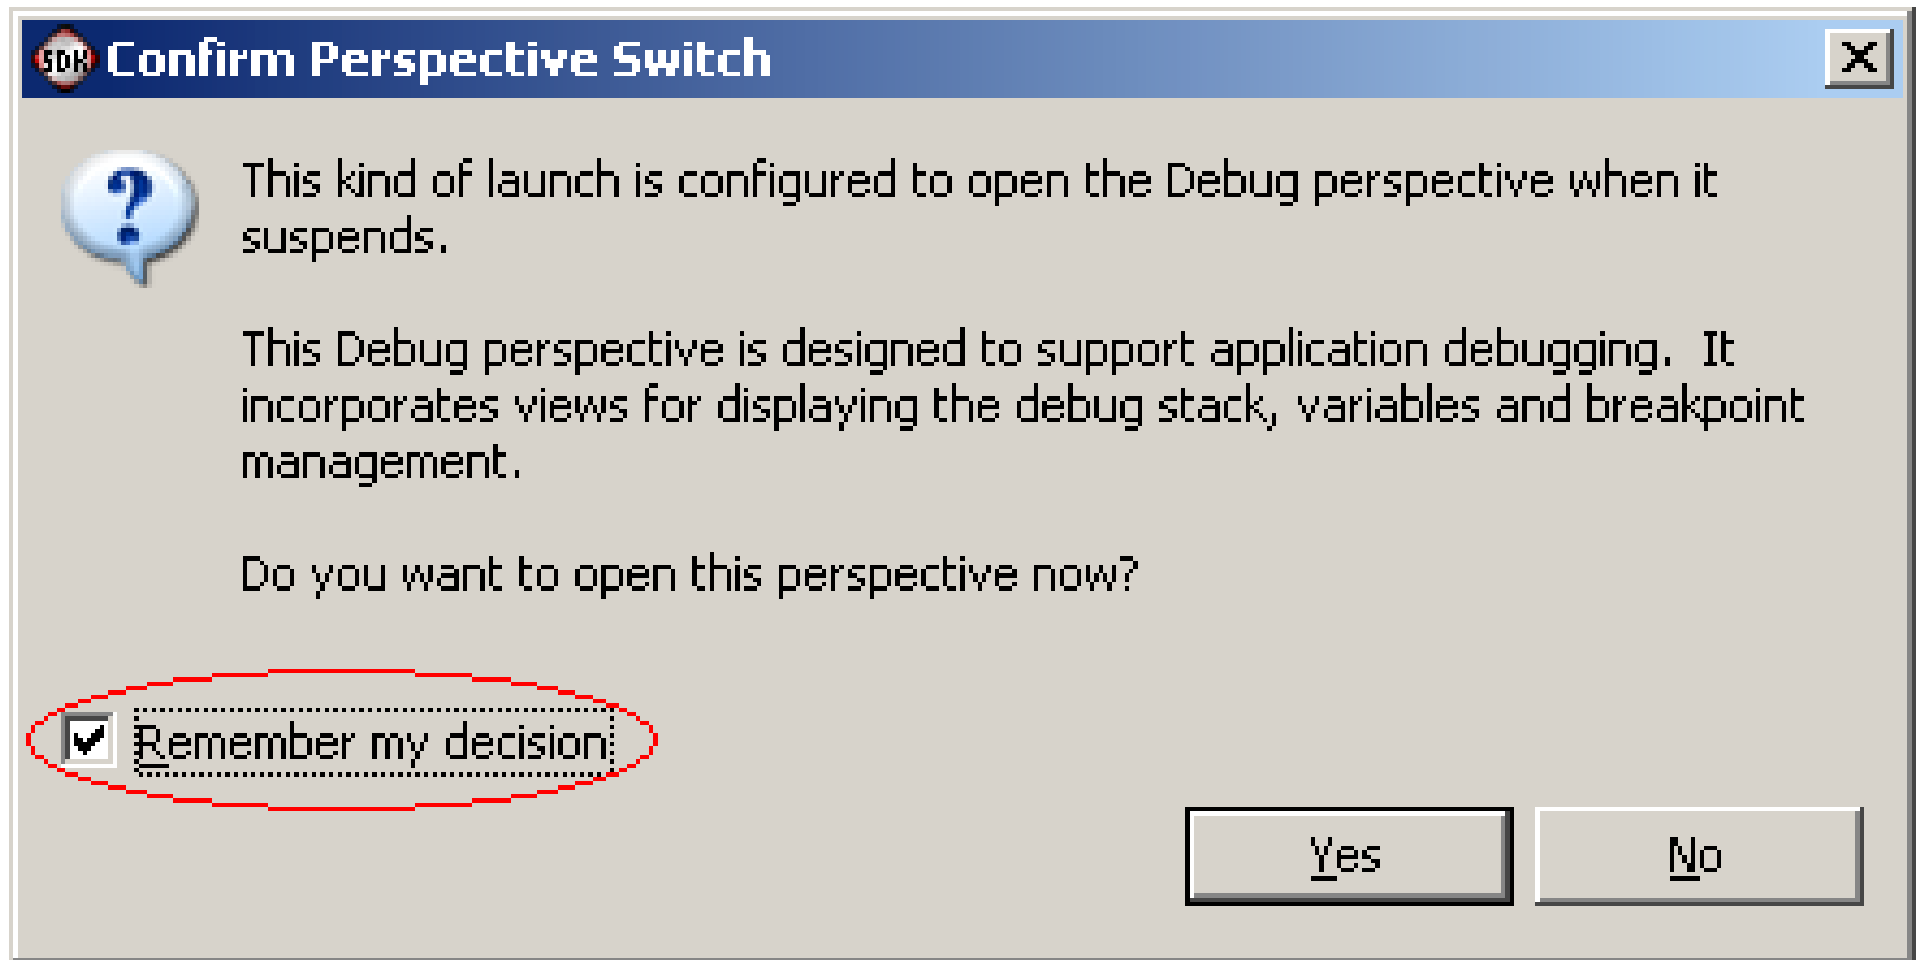 SDK Confirm Perspective Switch
This kind of launch is configured to open the Debug perspective when it
suspends.
This Debug perspective is designed to support application debugging.  It
incorporates views for displaying the debug stack, variables and breakpoint
management.
Do you want to open this perspective now?
Remember my decision
Yes No